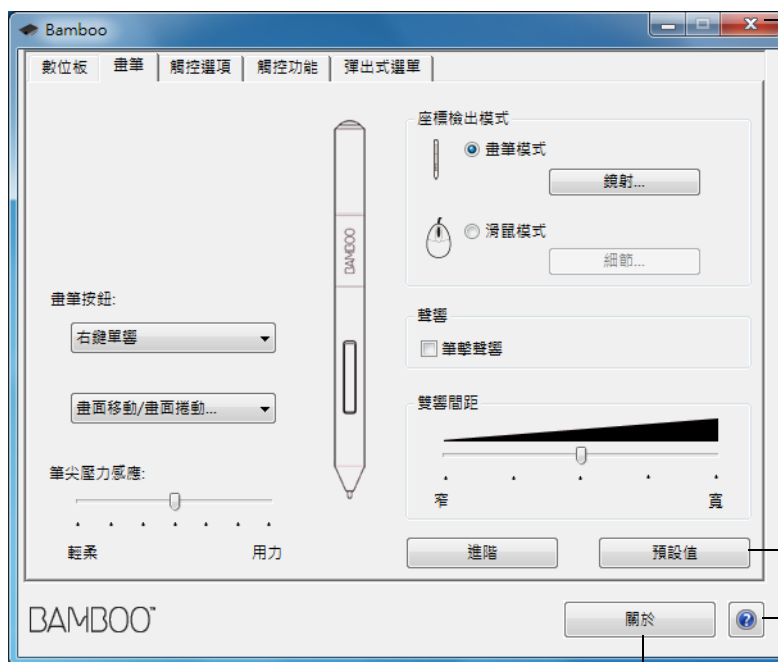 Bamboo
數位板 畫筆 觸控選項 觸控功能 彈出式選單
座標檢出模式
畫筆模式
鏡射...
滑鼠模式
細節...
BAMBOO
畫筆按鈕:
右鍵單響
聲響
筆擊聲響
畫面移動/畫面捲動...
雙響間距
窄 寬
筆尖壓力感應:
輕柔 用力
進階 預設值
BAMBOO™
關於